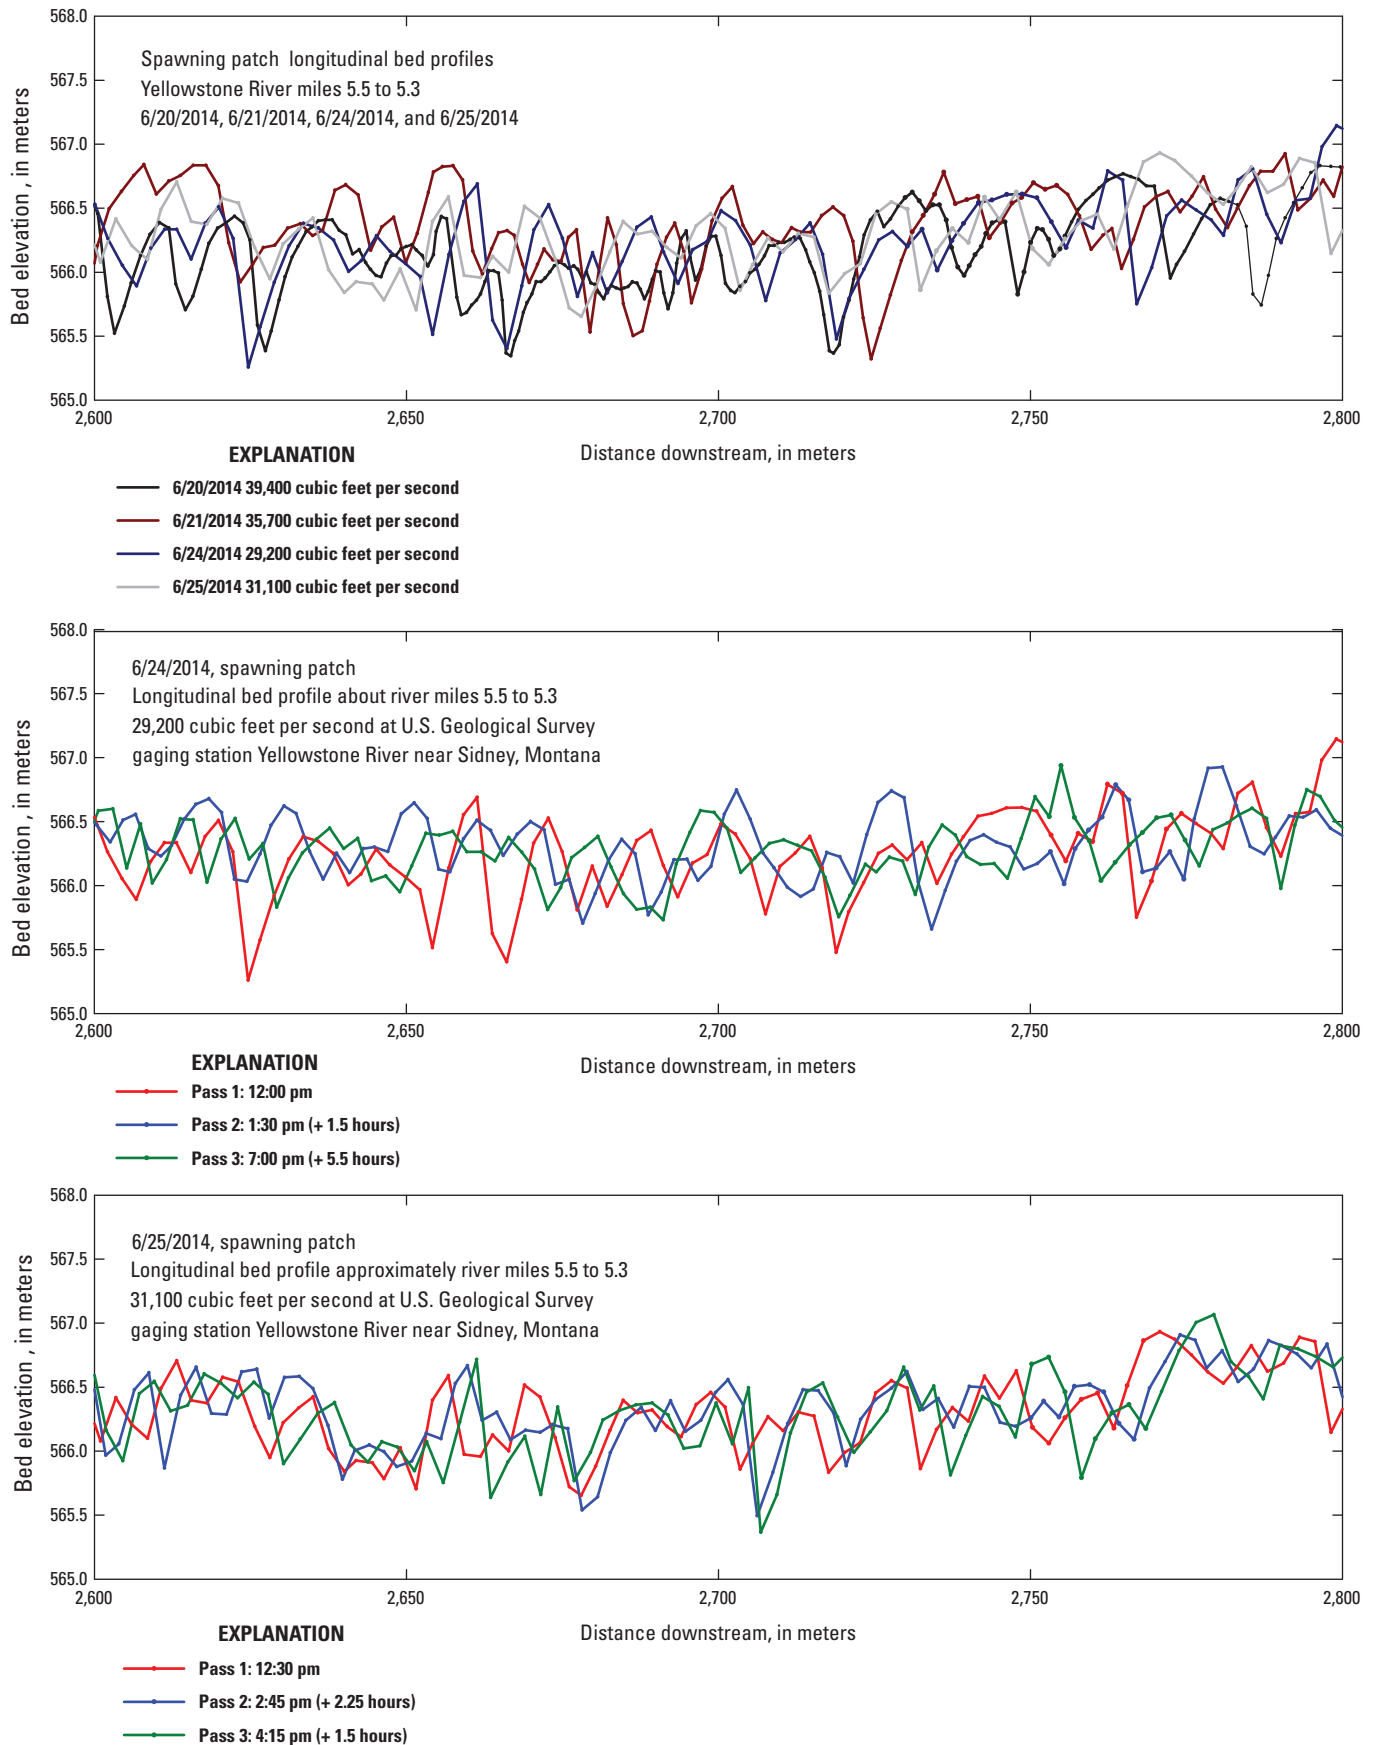 568.0
567.5
567.0
566.5
566.0
565.5
565.0
Bed elevation , in meters
Spawning patch longitudinal bed profiles
Yellowstone River miles 5.5 to 5.3
6/20/2014, 6/21/2014, 6/24/2014, and 6/25/2014
2,600
2,650
2,700
2,750
2,800
Distance downstream, in meters
EXPLANATION
6/20/2014 39,400 cubic feet per second
6/21/2014 35,700 cubic feet per second
6/24/2014 29,200 cubic feet per second
6/25/2014 31,100 cubic feet per second
568.0
567.5
567.0
566.5
566.0
565.5
565.0
Bed elevation, in meters
6/24/2014, spawning patch
Longitudinal bed profile about river miles 5.5 to 5.3
29,200 cubic feet per second at U.S. Geological Survey
gaging station Yellowstone River near Sidney, Montana
2,600
2,650
2,700
2,750
2,800
Distance downstream, in meters
EXPLANATION
Pass 1: 12:00 pm
Pass 2: 1:30 pm (+ 1.5 hours)
Pass 3: 7:00 pm (+ 5.5 hours)
568.0
567.5
567.0
566.5
566.0
565.5
565.0
Bed elevation , in meters
6/25/2014, spawning patch
Longitudinal bed profile approximately river miles 5.5 to 5.3
31,100 cubic feet per second at U.S. Geological Survey
gaging station Yellowstone River near Sidney, Montana
2,600
2,650
2,700
2,750
2,800
Distance downstream, in meters
EXPLANATION
Pass 1: 12:30 pm
Pass 2: 2:45 pm (+ 2.25 hours)
Pass 3: 4:15 pm (+ 1.5 hours)